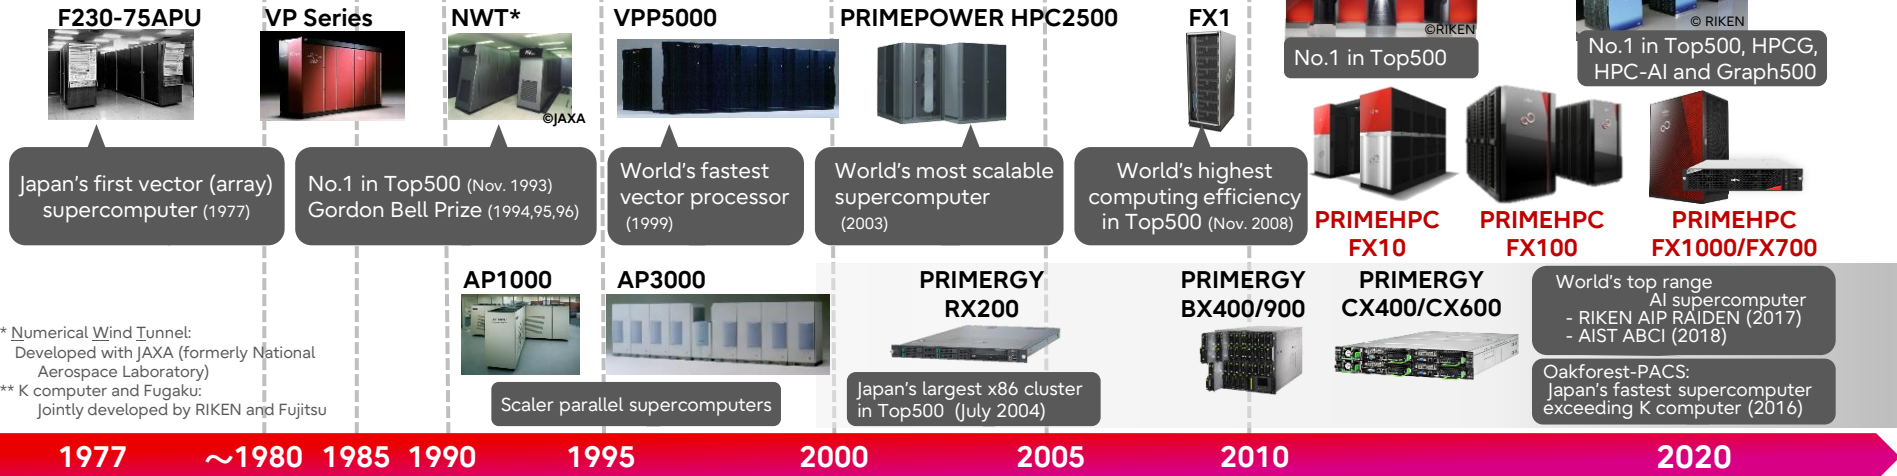 F230-75APU
VP Series
NWT*
VPP5000
PRIMEPOWER HPC2500
FX1
©JAXA
©RIKEN
© RIKEN
No.1 in Top500
No.1 in Top500, HPCG,
HPC-AI and Graph500
Japan's first vector (array)
supercomputer (1977)
No.1 in Top500 (Nov. 1993)
Gordon Bell Prize (1994,95,96)
World's fastest
vector processor
(1999)
World's most scalable
supercomputer
(2003)
World's highest
computing efficiency
in Top500 (Nov. 2008)
PRIMEHPC
FX10
PRIMEHPC
FX100
PRIMEHPC
FX1000/FX700
AP1000
AP3000
PRIMERGY
RX200
PRIMERGY
BX400/900
PRIMERGY
CX400/CX600
World's top range
AI supercomputer
- RIKEN AIP RAIDEN (2017)
- AIST ABCI (2018)
Oakforest-PACS:
Japan's fastest supercomputer
exceeding K computer (2016)
Scaler parallel supercomputers
Japan's largest x86 cluster
in Top500 (July 2004)
* Numerical Wind Tunnel:
Developed with JAXA (formerly National
Aerospace Laboratory)
** K computer and Fugaku:
Jointly developed by RIKEN and Fujitsu
1977
～1980
1985
1990
1995
2000
2005
2010
2020